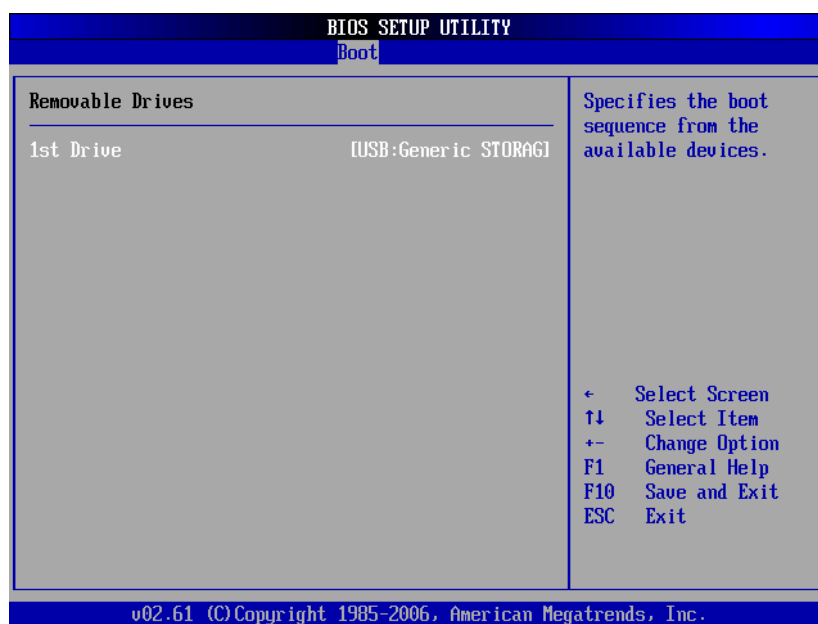 BIOS SETUP UTILITY
Boot
Removable Drives
1st Drive [USB:Generic STORAG]
Specifies the boot
sequence from the
available devices.
← Select Screen
↑↓ Select Item
+- Change Option
F1 General Help
F10 Save and Exit
ESC Exit
v02.61 (C)Copyright 1985-2006, American Megatrends, Inc.